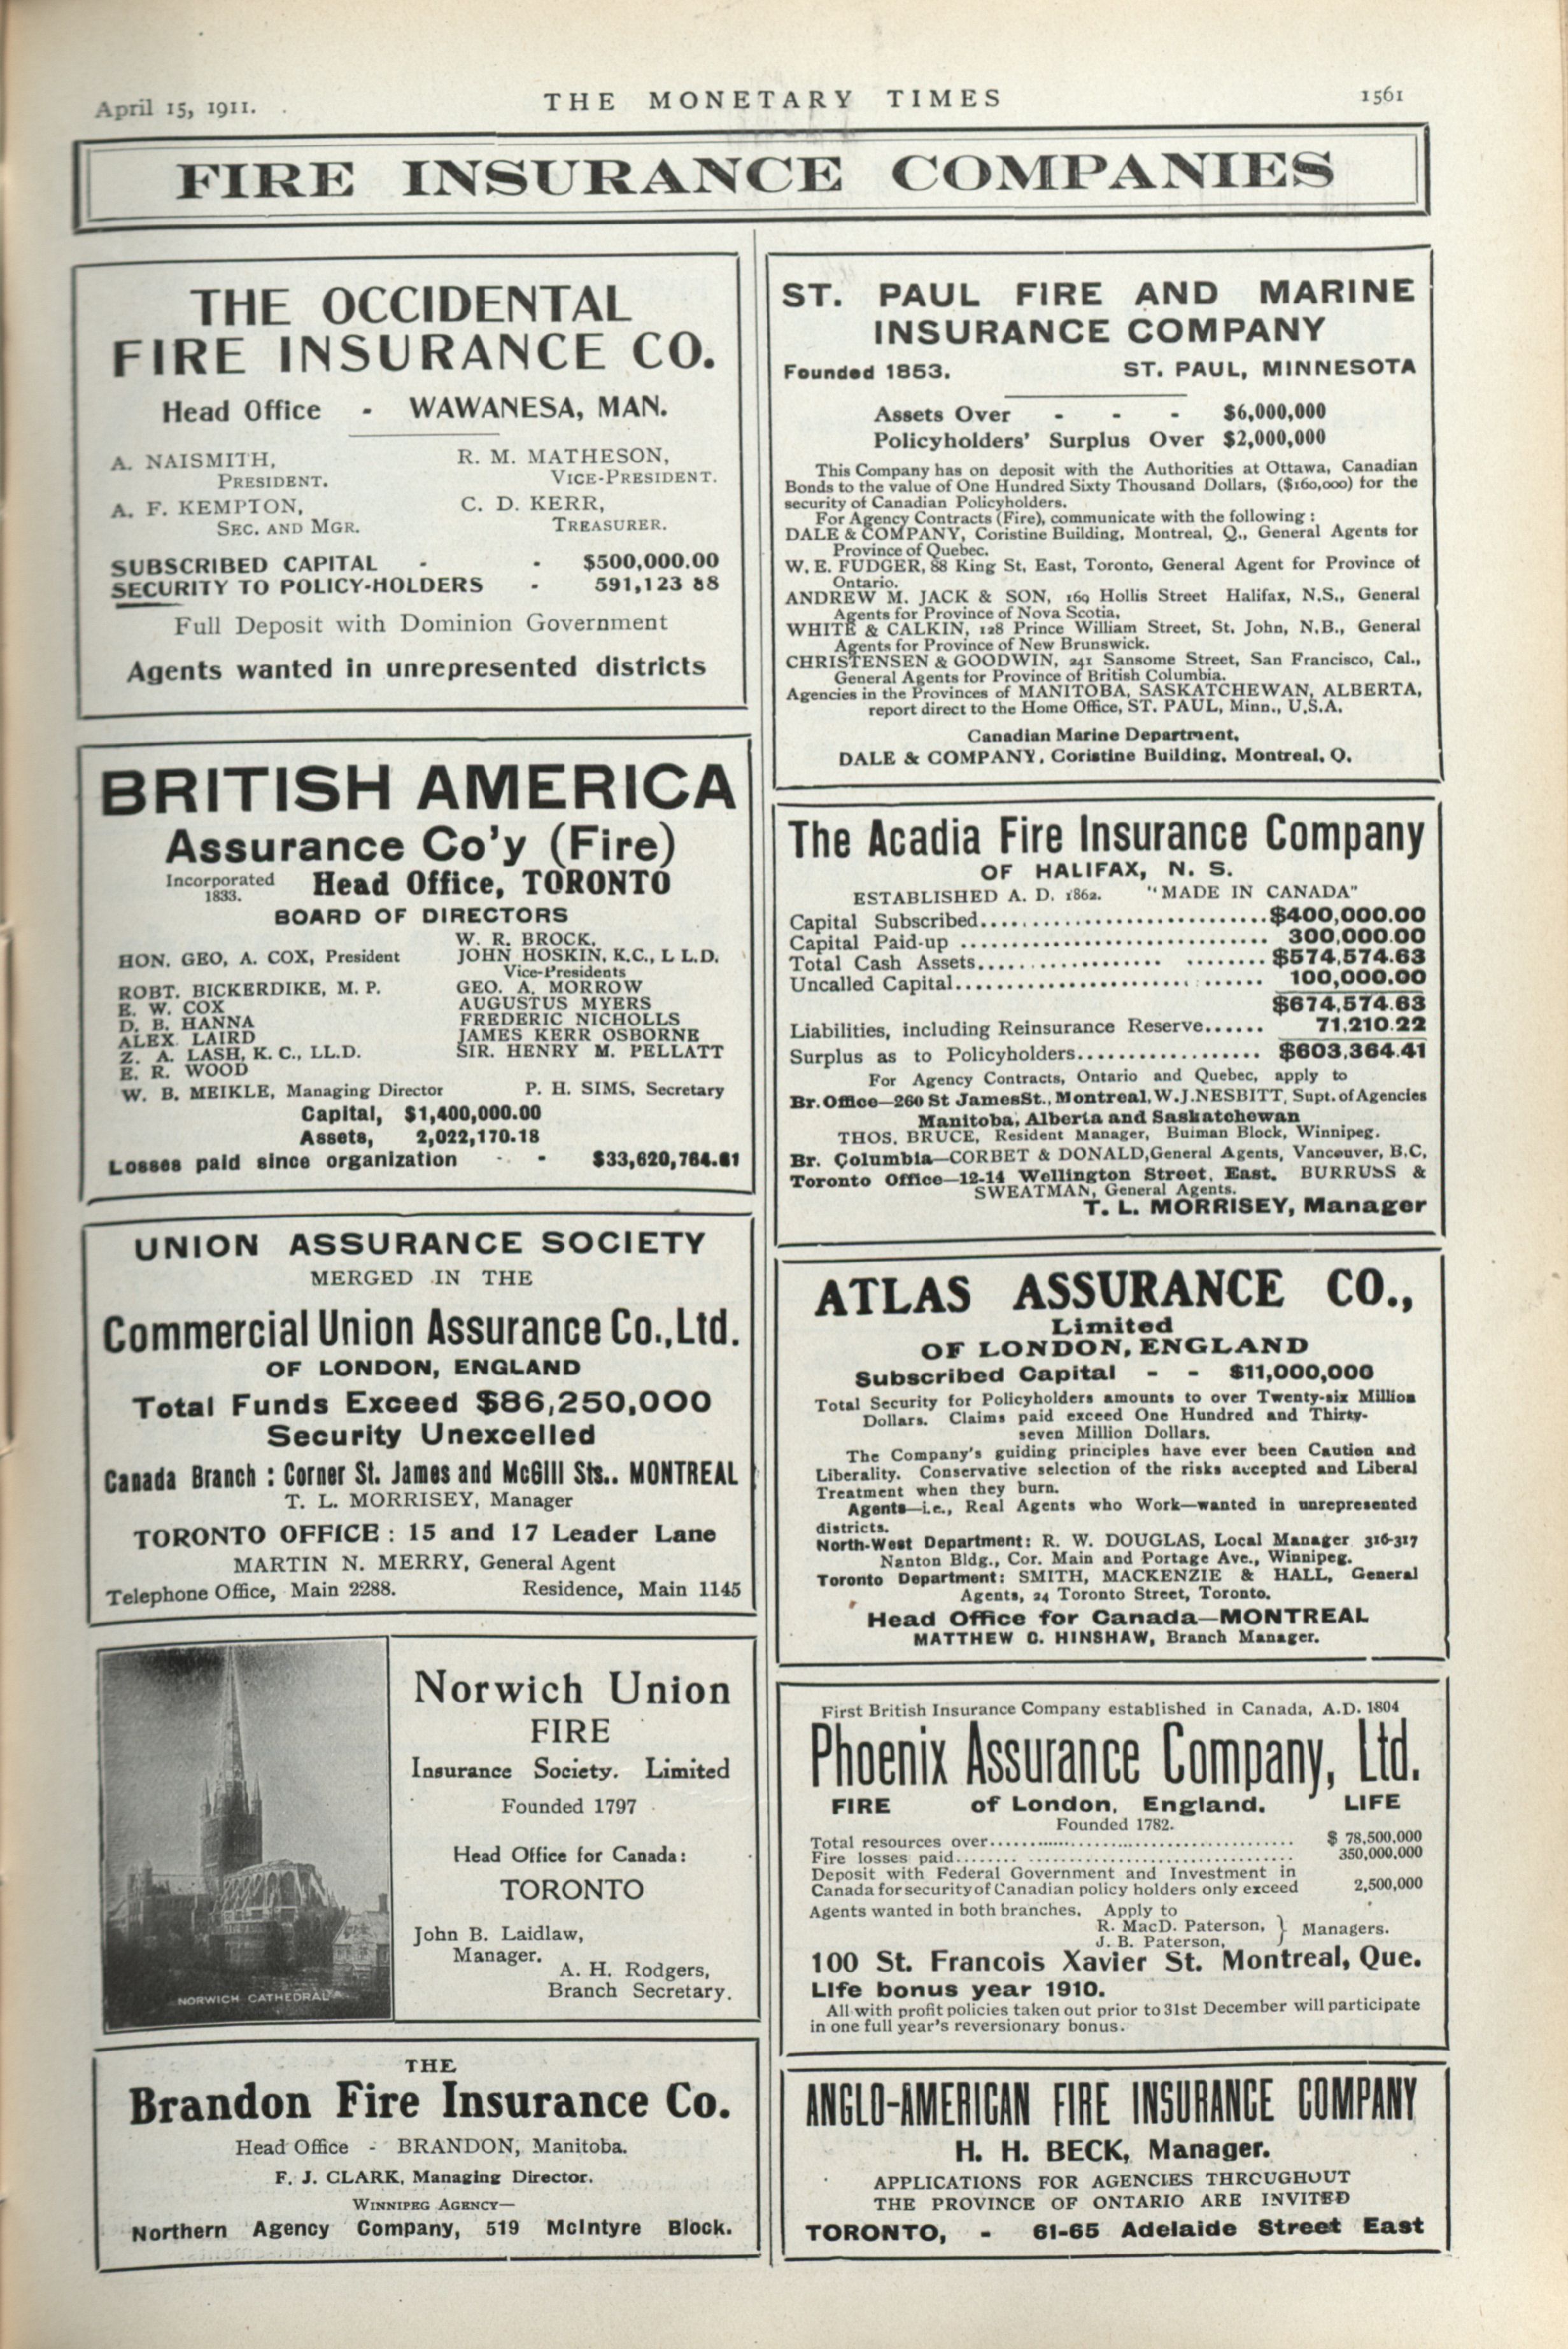 April 15, 1911.
THE MONETARY TIMES
1561
FIRE INSURANCE COMPANIES
THE OCCIDENTAL
FIRE INSURANCE CO.
Head Office - WAWANESA, MAN.
A. NAISMITH, R. M. MATHESON,
PRESIDENT. VICE-PRESIDENT.
A. F. KEMPTON, C. D. KERR,
SEC. AND MGR. TREASURER.
SUBSCRIBED CAPITAL - - $500,000.00
SECURITY TO POLICY-HOLDERS - 591,123 88
Full Deposit with Dominion Government
Agents wanted in unrepresented districts
BRITISH AMERICA
Assurance Co'y (Fire)
Incorporated 1833. Head Office, TORONTO
BOARD OF DIRECTORS
W. R. BROCK,
HON. GEO, A. COX, President JOHN HOSKIN, K.C., L L.D.
Vice-Presidents
ROBT. BICKERDIKE, M. P. GEO. A. MORROW
E. W. COX AUGUSTUS MYERS
D. B. HANNA FREDERIC NICHOLLS
ALEX. LAIRD JAMES KERR OSBORNE
Z. A. LASH, K. C., LL.D. SIR. HENRY M. PELLATT
E. R. WOOD
W. B. MEIKLE, Managing Director P. H. SIMS, Secretary
Capital, $1,400,000.00
Assets, 2,022,170.18
Losses paid since organization - - $33,620,764.61
UNION ASSURANCE SOCIETY
MERGED IN THE
Commercial Union Assurance Co., Ltd.
OF LONDON, ENGLAND
Total Funds Exceed $86,250,000
Security Unexcelled
Canada Branch : Corner St. James and McGill Sts.. MONTREAL
T. L. MORRISEY, Manager
TORONTO OFFICE : 15 and 17 Leader Lane
MARTIN N. MERRY, General Agent
Telephone Office, Main 2288. Residence, Main 1145
NORWICH CATHEDRAL
Norwich Union
FIRE
Insurance Society. Limited
Founded 1797
Head Office for Canada :
TORONTO
John B. Laidlaw,
Manager.
A. H. Rodgers,
Branch Secretary.
THE
Brandon Fire Insurance Co.
Head Office - BRANDON, Manitoba.
F. J. CLARK, Managing Director.
WINNIPEG AGENCY—
Northern Agency Company, 519 McIntyre Block.
ST. PAUL FIRE AND MARINE
INSURANCE COMPANY
Founded 1853. ST. PAUL, MINNESOTA
Assets Over - - - $6,000,000
Policyholders' Surplus Over $2,000,000
This Company has on deposit with the Authorities at Ottawa, Canadian
Bonds to the value of One Hundred Sixty Thousand Dollars, ($160,000) for the
security of Canadian Policyholders.
For Agency Contracts (Fire), communicate with the following :
DALE & COMPANY, Coristine Building, Montreal, Q., General Agents for
Province of Quebec.
W. E. FUDGER, 88 King St, East, Toronto, General Agent for Province of
Ontario.
ANDREW M. JACK & SON, 169 Hollis Street Halifax, N.S., General
Agents for Province of Nova Scotia.
WHITE & CALKIN, 128 Prince William Street, St. John, N.B., General
Agents for Province of New Brunswick.
CHRISTENSEN & GOODWIN, 241 Sansome Street, San Francisco, Cal.,
General Agents for Province of British Columbia.
Agencies in the Provinces of MANITOBA, SASKATCHEWAN, ALBERTA,
report direct to the Home Office, ST. PAUL, Minn., U.S.A.
Canadian Marine Department,
DALE & COMPANY, Coristine Building, Montreal, Q.
The Acadia Fire Insurance Company
OF HALIFAX, N. S.
ESTABLISHED A. D. 1862. "MADE IN CANADA"
Capital Subscribed................................$400,000.00
Capital Paid-up ................................ 300,000.00
Total Cash Assets................... ........$574,574.63
Uncalled Capital................................ 100,000.00
$674,574.63
Liabilities, including Reinsurance Reserve...... 71,210.22
Surplus as to Policyholders................... $603,364.41
For Agency Contracts, Ontario and Quebec, apply to
Br. Office—260 St James St., Montreal, W. J. NESBITT, Supt. of Agencies
Manitoba, Alberta and Saskatchewan
THOS. BRUCE, Resident Manager, Bulman Block, Winnipeg.
Br. Columbia—CORBET & DONALD, General Agents, Vancouver, B.C.
Toronto Office—12-14 Wellington Street, East. BURRUSS &
SWEATMAN, General Agents.
T. L. MORRISEY, Manager
ATLAS ASSURANCE CO.,
Limited
OF LONDON, ENGLAND
Subscribed Capital - - $11,000,000
Total Security for Policyholders amounts to over Twenty-six Million
Dollars. Claims paid exceed One Hundred and Thirty-
seven Million Dollars.
The Company's guiding principles have ever been Caution and
Liberality. Conservative selection of the risks accepted and Liberal
Treatment when they burn.
Agents—i.e., Real Agents who Work—wanted in unrepresented
districts.
North-West Department: R. W. DOUGLAS, Local Manager 316-317
Nanton Bldg., Cor. Main and Portage Ave., Winnipeg.
Toronto Department: SMITH, MACKENZIE & HALL, General
Agents, 24 Toronto Street, Toronto.
Head Office for Canada—MONTREAL
MATTHEW C. HINSHAW, Branch Manager.
First British Insurance Company established in Canada, A.D. 1804
Phoenix Assurance Company, Ltd.
FIRE of London, England. LIFE
Founded 1782.
Total resources over................................ $ 78,500,000
Fire losses paid................................ 350,000,000
Deposit with Federal Government and Investment in
Canada for security of Canadian policy holders only exceed 2,500,000
Agents wanted in both branches. Apply to
R. MacD. Paterson, } Managers.
J. B. Paterson,
100 St. Francois Xavier St. Montreal, Que.
Life bonus year 1910.
All with profit policies taken out prior to 31st December will participate
in one full year's reversionary bonus.
ANGLO-AMERICAN FIRE INSURANCE COMPANY
H. H. BECK, Manager.
APPLICATIONS FOR AGENCIES THROUGHOUT
THE PROVINCE OF ONTARIO ARE INVITED
TORONTO, - 61-65 Adelaide Street East